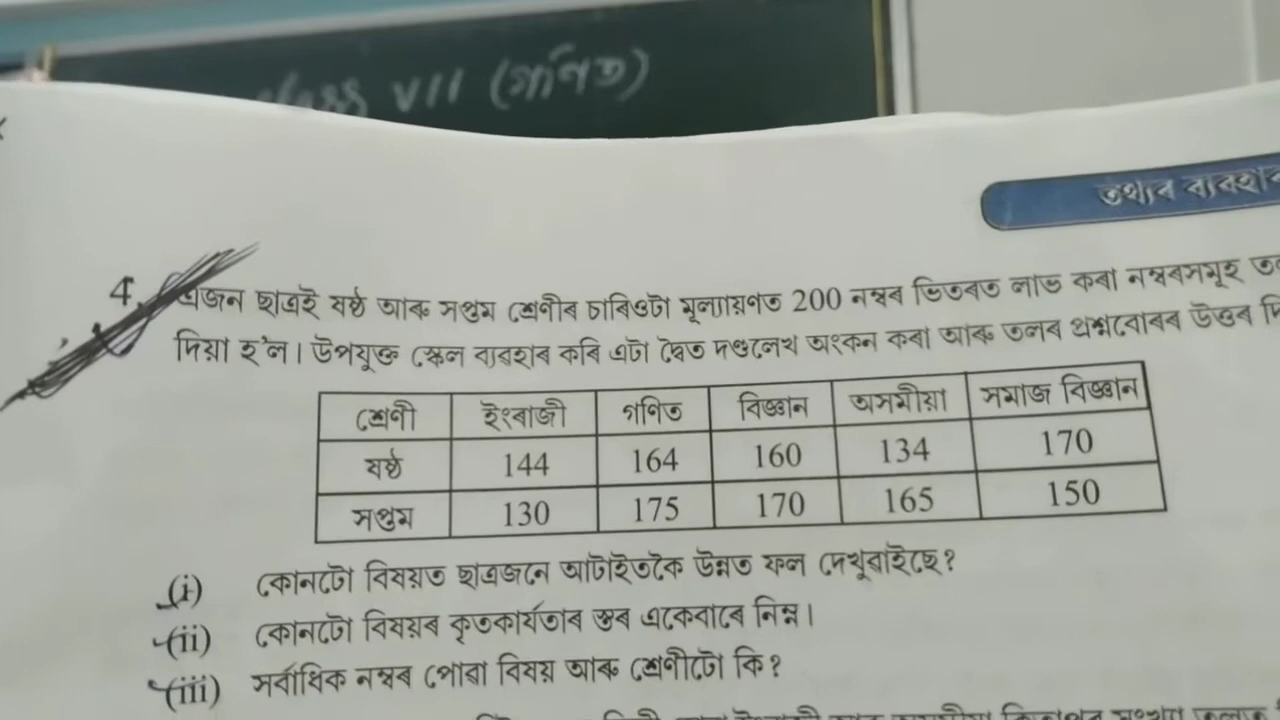 class VII (গণিত)
তথ্যৰ ব্যৱহাৰ
4. এজন ছাত্ৰই ষষ্ঠ আৰু সপ্তম শ্ৰেণীৰ চাৰিওটা মূল্যায়ণত 200 নম্বৰ ভিতৰত লাভ কৰা নম্বৰসমূহ
দিয়া হ'ল। উপযুক্ত স্কেল ব্যৱহাৰ কৰি এটা দ্বৈত দণ্ডলেখ অংকন কৰা আৰু তলৰ প্ৰশ্নবোৰৰ উত্তৰ
শ্ৰেণী ইংৰাজী গণিত বিজ্ঞান অসমীয়া সমাজ বিজ্ঞান
ষষ্ঠ 144 164 160 134 170
সপ্তম 130 175 170 165 150
(i) কোনটো বিষয়ত ছাত্ৰজনে আটাইতকৈ উন্নত ফল দেখুৱাইছে?
(ii) কোনটো বিষয়ৰ কৃতকাৰ্যতাৰ স্তৰ একেবাৰে নিম্ন।
(iii) সৰ্বাধিক নম্বৰ পোৱা বিষয় আৰু শ্ৰেণীটো কি?